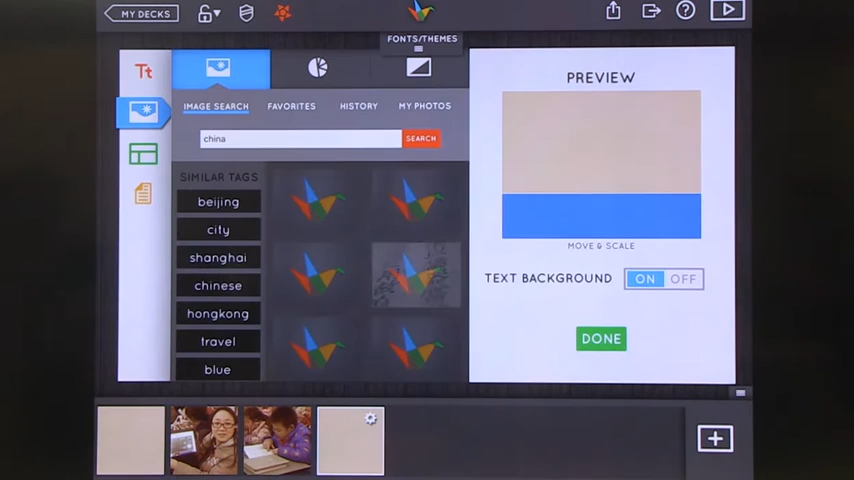 MY DECKS
FONTS/THEMES
Tt
IMAGE SEARCH
FAVORITES
HISTORY
MY PHOTOS
china
SEARCH
SIMILAR TAGS
beijing
city
shanghai
chinese
hongkong
travel
blue
PREVIEW
MOVE & SCALE
TEXT BACKGROUND
ON
OFF
DONE